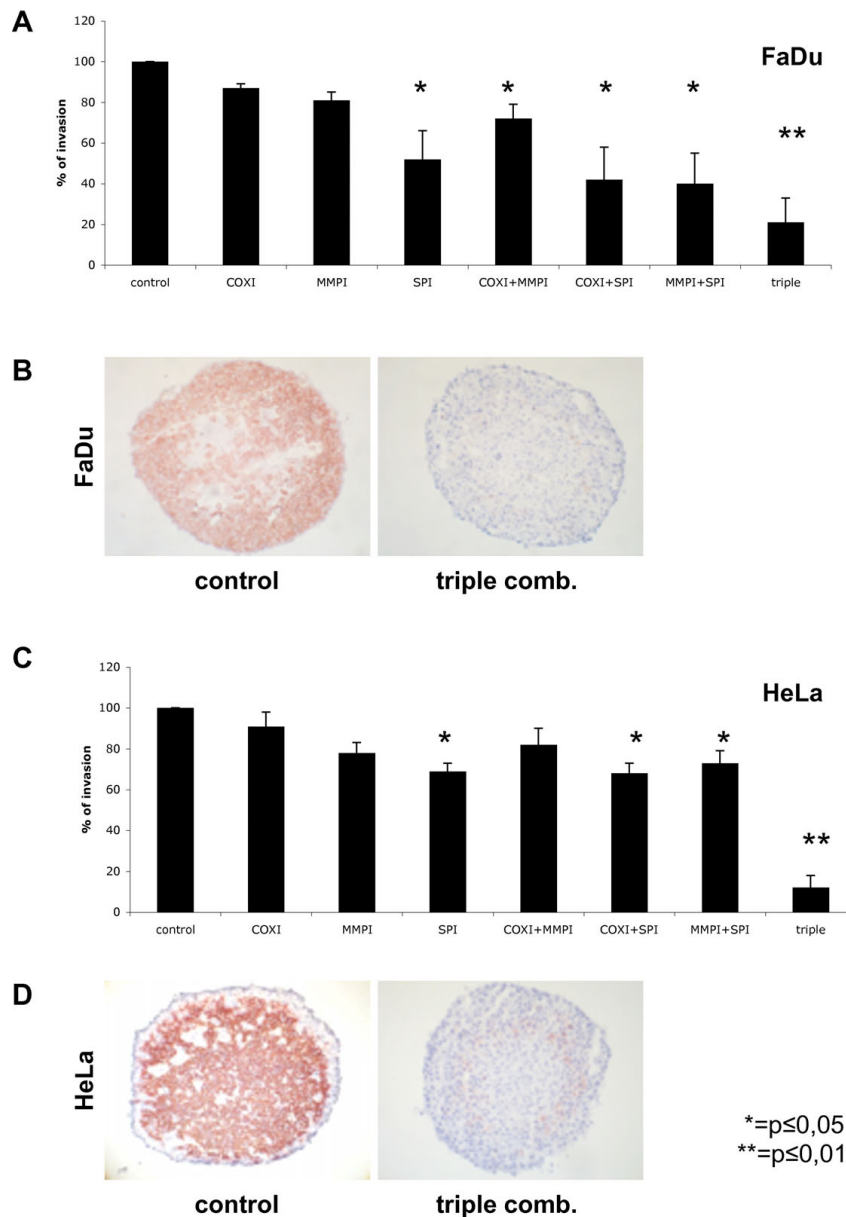 A
FaDu
% of invasion
120
100
80
60
40
20
0
* * * * **
control COXI MMPI SPI COXI+MMPI COXI+SPI MMPI+SPI triple
B
FaDu
control triple comb.
C
HeLa
% of invasion
120
100
80
60
40
20
0
* * * **
control COXI MMPI SPI COXI+MMPI COXI+SPI MMPI+SPI triple
D
HeLa
control triple comb.
*=p≤0,05
**=p≤0,01